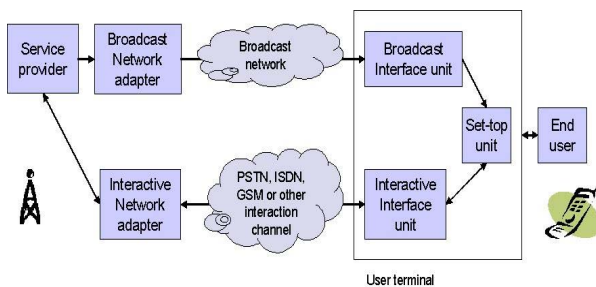 Service
provider
Broadcast
Network
adapter
Broadcast
network
Broadcast
Interface unit
Set-top
unit
End
user
Interactive
Network
adapter
PSTN, ISDN,
GSM or other
interaction
channel
Interactive
Interface
unit
User terminal